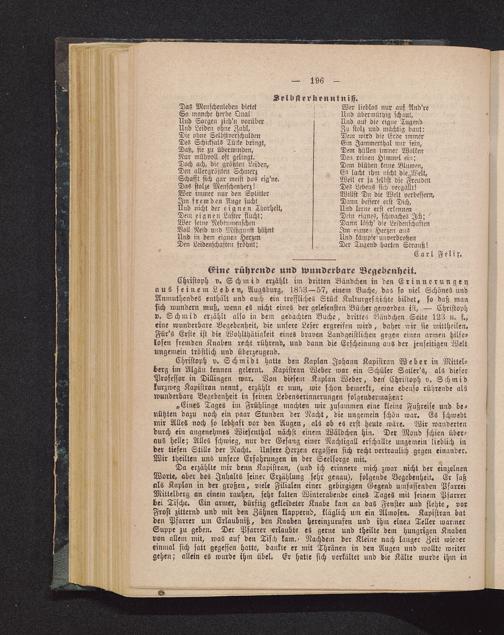 — 196 —
Selbsterkenntniß.
Das Menschenleben bietet
So manche herbe Qual
Und Sorgen zieh'n vorüber
Und Leiden ohne Zahl,
Die ohne Selbstverschulden
Des Schicksals Tücke bringt,
Daß, sie zu überwinden,
Nur mühvoll oft gelingt.
Doch ach, die größten Leiden,
Den allergrößten Schmerz
Schafft sich gar meist das eig'ne,
Das stolze Menschenherz!
Wer immer nur den Splitter
Im fremden Auge sucht
Und nicht der eignen Thorheit,
Dem eignen Laster flucht;
Wer seine Nebenmenschen
Voll Neid und Mißgunst höhnt
Und in des eignen Herzen
Den Leidenschaften fröhnt;
Wer lieblos nur auf And're
Und übermüthig schaut,
Und auf die eigne Tugend
Zu stolz und mächtig baut:
Dem wird die Erde immer
Ein Jammerthal nur sein,
Dem hüllen immer Wolken
Des reinen Himmel ein;
Dem blühen keine Blumen,
Es lacht ihm nicht die Welt,
Weil er ja selbst die Freuden
Des Lebens sich vergällt!
Willst Du die Welt verbessern,
Dann bessere erst Dich,
Und lerne erst erkennen
Dein eignes, schwaches Ich;
Dann lösch' die Leidenschaften
Im eignen Herzen aus
Und kämpfe unverdrossen
Der Tugend harten Strauß!
Carl Felix.
Eine rührende und wunderbare Begebenheit.
Christoph v. Schmid erzählt im dritten Bändchen in den Erinnerungen
aus seinem Leben, Augsburg, 1853—57, einem Buche, das so viel Schönes und
Anmuthendes enthält und auch ein treffliches Stück Kulturgeschichte bildet, so daß man
sich wundern muß, wenn es nicht eines der gelesensten Bücher geworden ist, — Christoph
v. Schmid erzählt also in dem gedachten Buche, drittes Bändchen Seite 123 u. f.,
eine wunderbare Begebenheit, die unsere Leser ergreifen wird, daher wir sie mittheilen.
Für's Erste ist die Wohlthätigkeit eines braven Landgeistlichen gegen einen armen hilf-
losen fremden Knaben recht rührend, und dann die Erscheinung aus der jenseitigen Welt
ungemein tröstlich und überzeugend.
Christoph v. Schmid hatte den Kaplan Johann Kapistran Weber in Mittel-
berg im Algäu kennen gelernt. Kapistran Weber war ein Schüler Sailer's, als dieser
Professor in Dillingen war. Von diesem Kaplan Weber, den Christoph v. Schmid
kurzweg Kapistran nennt, erzählt er nun, wie schon bemerkt, eine ebenso rührende als
wunderbare Begebenheit in seinen Lebenserinnerungen folgendermaßen:
„Eines Tages im Frühlinge machten wir zusammen eine kleine Fußreise und be-
nützten dazu noch ein paar Stunden der Nacht, die ungemein schön war. Es schwebt
mir Alles noch so lebhaft vor den Augen, als ob es erst heute wäre. Wir wanderten
durch ein angenehmes Wiesenthal nächst einem Wäldchen hin. Der Mond schien über-
aus helle; Alles schwieg, nur der Gesang einer Nachtigall erschallte ungemein lieblich in
der tiefen Stille der Nacht. Unsere Herzen ergossen sich recht vertraulich gegen einander.
Wir theilten uns unsere Erfahrungen in der Seelsorge mit.
Da erzählte mir denn Kapistran, (und ich erinnere mich zwar nicht der einzelnen
Worte, aber des Inhalts seiner Erzählung sehr genau), folgende Begebenheit. Er saß
als Kaplan in der großen, viele Filialen einer gebirgigen Gegend umfassenden Pfarrei
Mittelberg an einem rauhen, sehr kalten Winterabende eines Tages mit seinem Pfarrer
bei Tische. Ein armer, dürftig gekleideter Knabe kam an das Fenster und flehte, vor
Frost zitternd und mit den Zähnen klappernd, kläglich um ein Almosen. Kapistran bat
den Pfarrer um Erlaubniß, den Knaben hereinzurufen und ihm einen Teller warmer
Suppe zu geben. Der Pfarrer erlaubte es gerne und theilte dem hungrigen Knaben
von allem mit, was auf den Tisch kam. Nachdem der Kleine nach langer Zeit wieder
einmal sich satt gegessen hatte, dankte er mit Thränen in den Augen und wollte weiter
gehen; allein es wurde ihm übel. Er hatte sich verkältet und die Kälte wurde ihm in